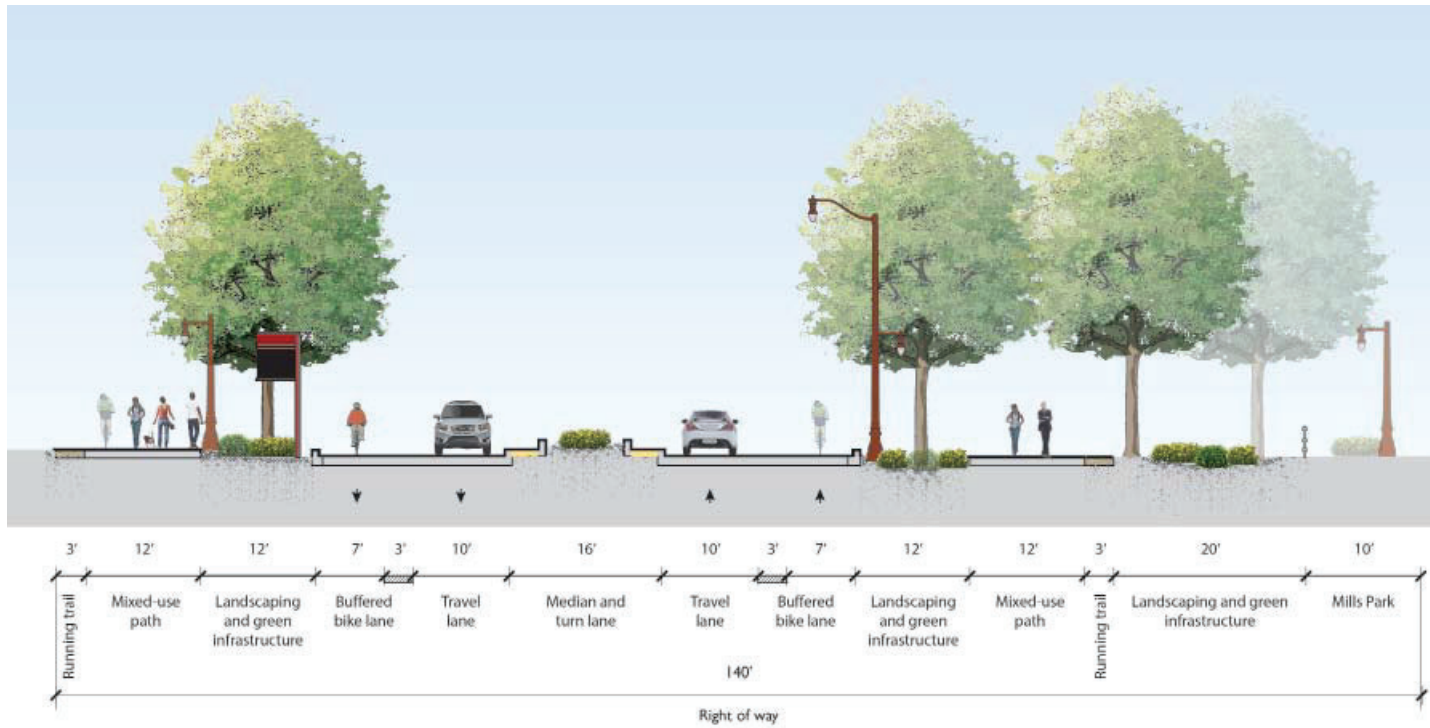 3' 12' 12' 7' 3' 10' 16' 10' 3' 7' 12' 12' 3' 20' 10'
Running trail
Mixed-use
path
Landscaping
and green
infrastructure
Buffered
bike lane
Travel
lane
Median and
turn lane
Travel
lane
Buffered
bike lane
Landscaping
and green
infrastructure
Mixed-use
path
Running trail
Landscaping and green
infrastructure
Mills Park
140'
Right of way